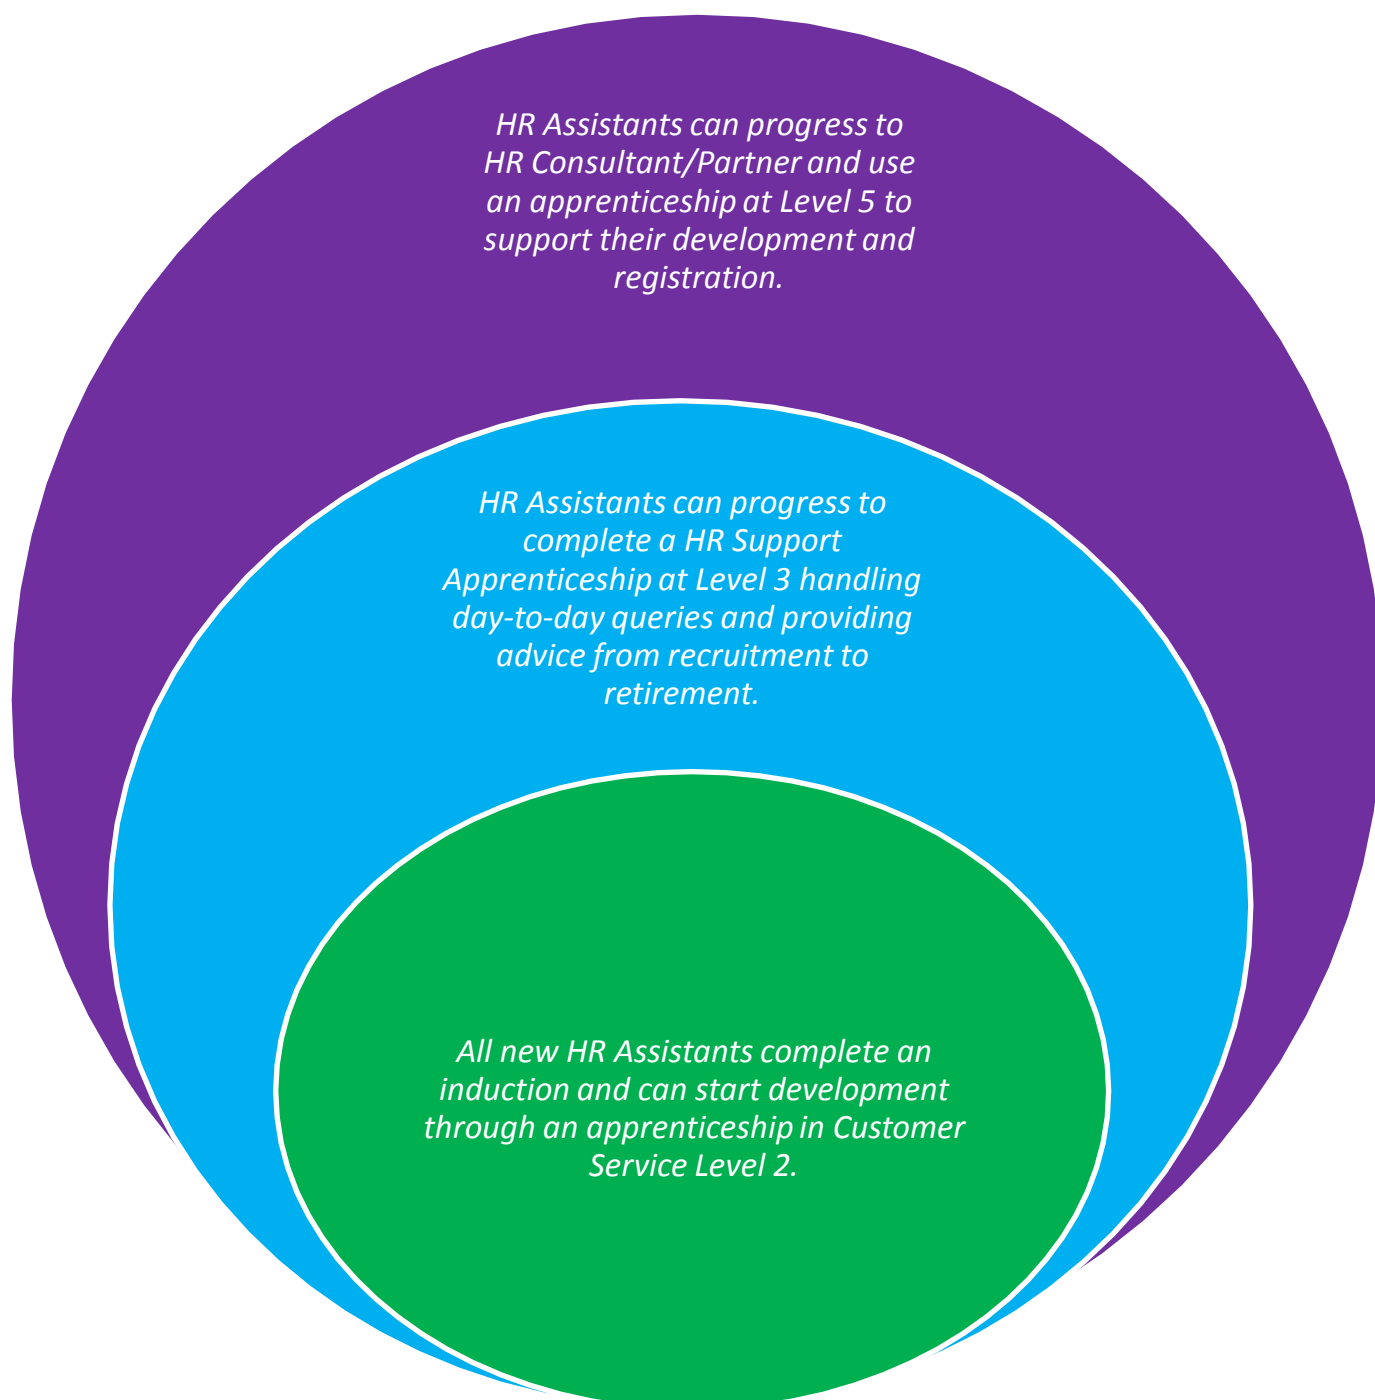 HR Assistants can progress to
HR Consultant/Partner and use
an apprenticeship at Level 5 to
support their development and
registration.
HR Assistants can progress to
complete a HR Support
Apprenticeship at Level 3 handling
day-to-day queries and providing
advice from recruitment to
retirement.
All new HR Assistants complete an
induction and can start development
through an apprenticeship in Customer
Service Level 2.